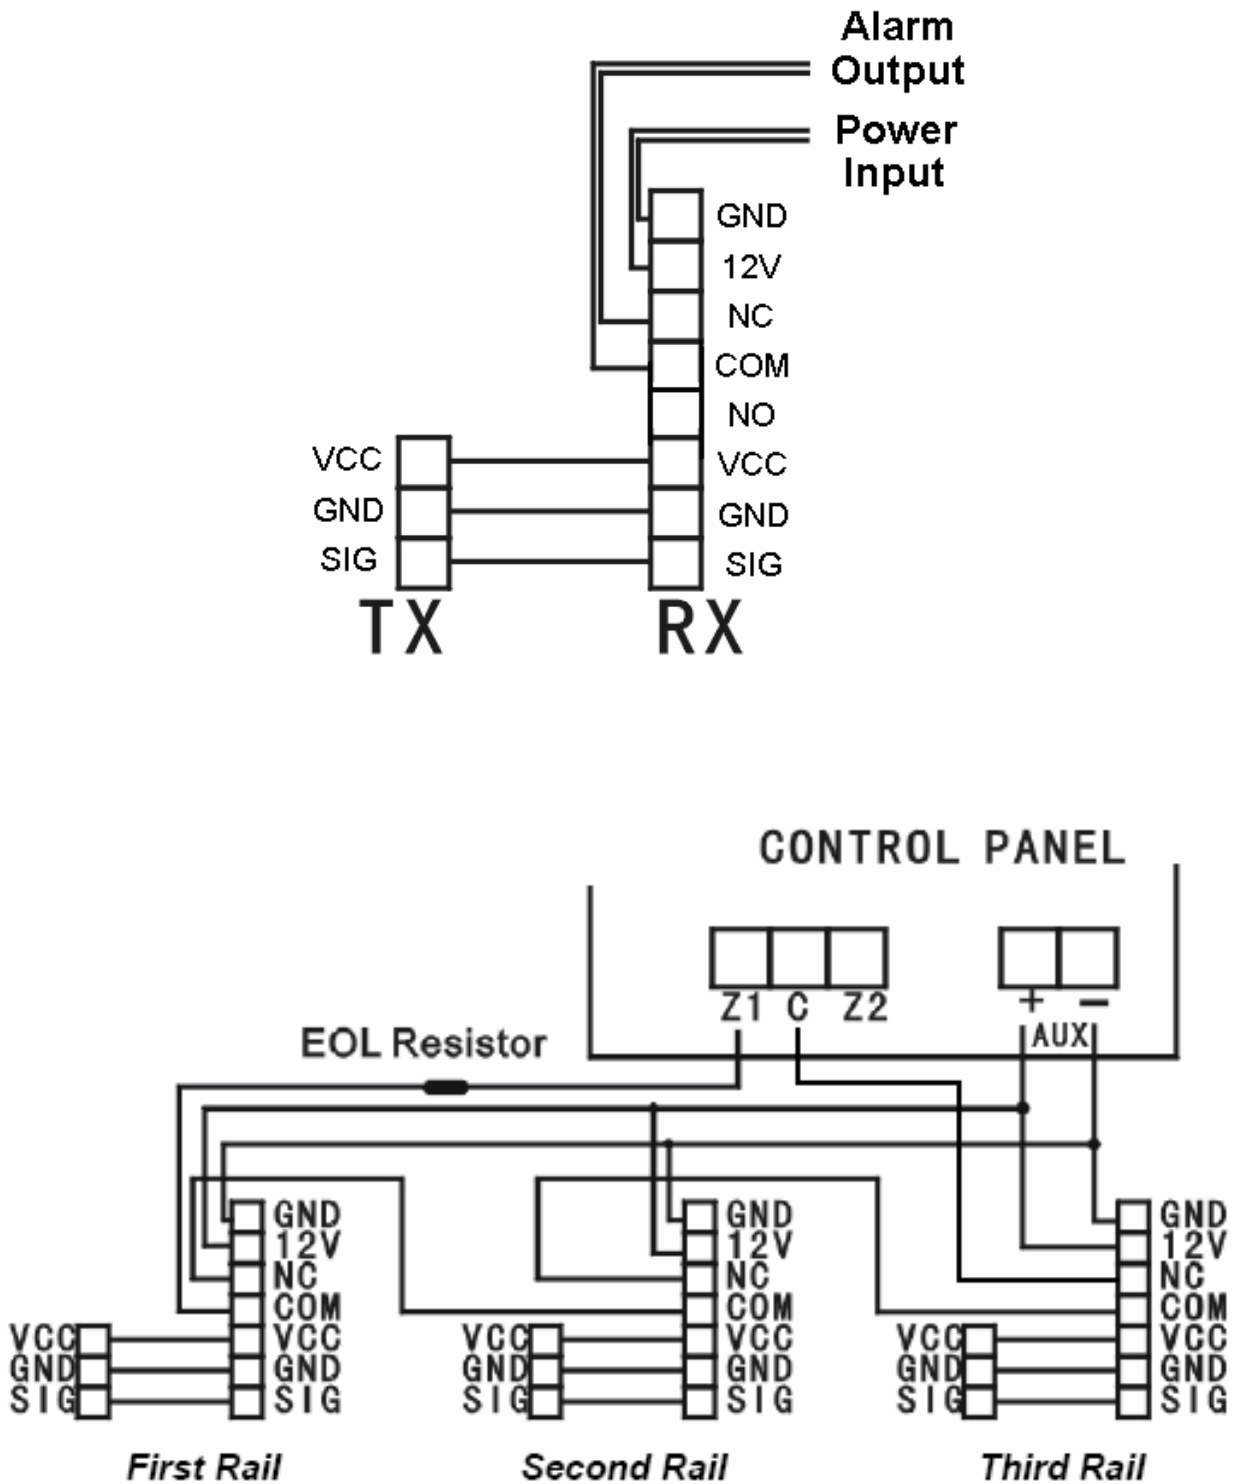 Alarm
Output
Power
Input
GND
12V
NC
COM
NO
VCC VCC
GND GND
SIG SIG
TX RX
CONTROL PANEL
Z1 C Z2 + −
AUX
EOL Resistor
GND GND GND
12V 12V 12V
NC NC NC
COM COM COM
VCC VCC VCC VCC VCC VCC
GND GND GND GND GND GND
SIG SIG SIG SIG SIG SIG
First Rail Second Rail Third Rail